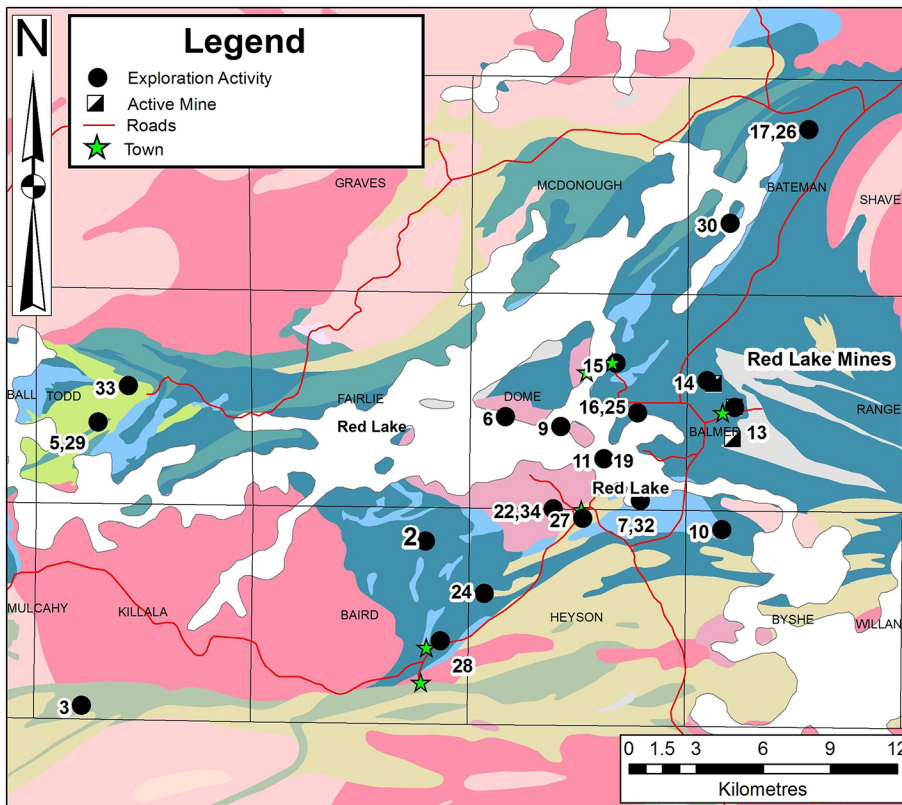 N
Legend
Exploration Activity
Active Mine
Roads
Town
17,26
GRAVES
MCDONOUGH
BATEMAN
SHAVE
30
15
Red Lake Mines
14
33
BALL
TODD
FAIRLIE
DOME
RANGE
5,29
Red Lake
6
9
16,25
BALMER
13
11
19
Red Lake
22,34
27
7,32
10
2
24
MULCAHY
KILLALA
BAIRD
HEYSON
BYSHE
WILLAN
28
3
0 1.5 3 6 9 12
Kilometres